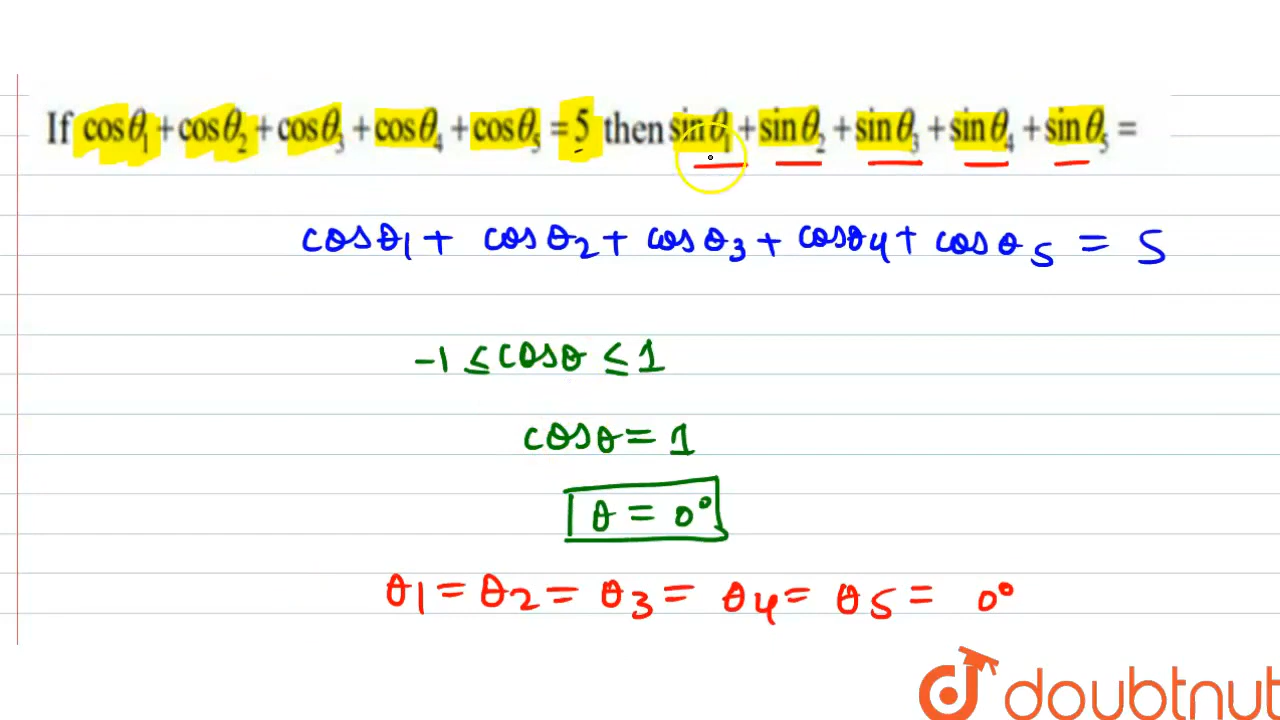 If cosθ₁ + cosθ₂ + cosθ₃ + cosθ₄ + cosθ₅ = 5 then sinθ₁ + sinθ₂ + sinθ₃ + sinθ₄ + sinθ₅ =
cosθ1 + cosθ2 + cosθ3 + cosθ4 + cosθ5 = 5
-1 ≤ cosθ ≤ 1
cosθ = 1
θ = 0°
θ1 = θ2 = θ3 = θ4 = θ5 = 0°
doubtnut